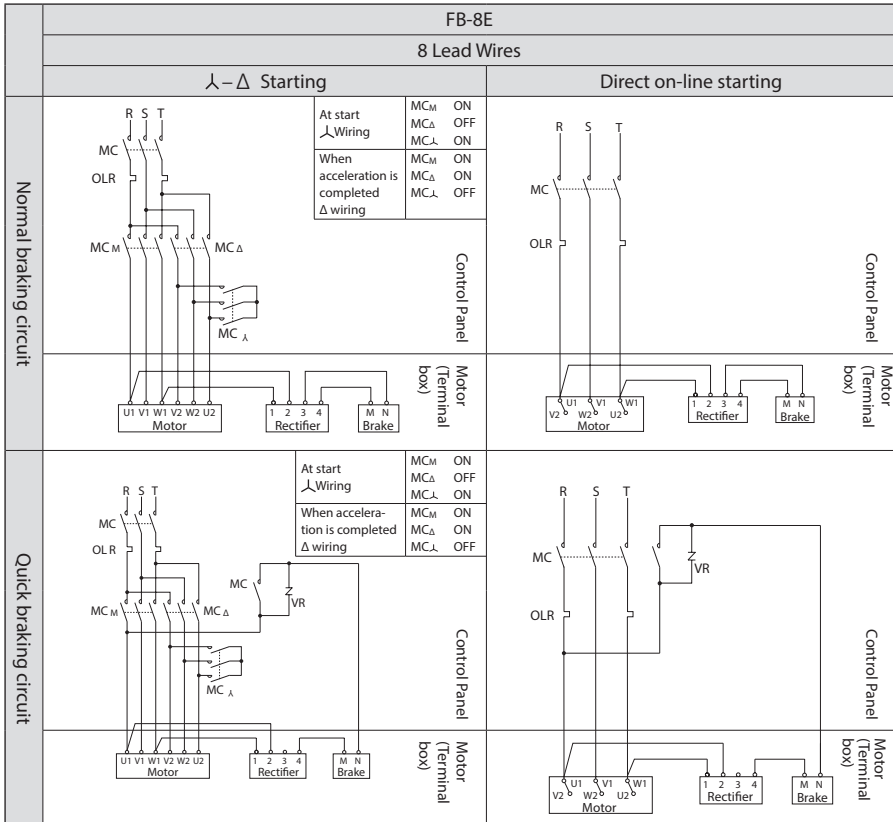 FB-8E
8 Lead Wires
⅄–Δ Starting
Direct on-line starting
Normal braking circuit
R S T
MC
OLR
MCM
MCΔ
MC⅄
At start
⅄Wiring
MCM ON
MCΔ OFF
MC⅄ ON
When
acceleration is
completed
Δ wiring
MCM ON
MCΔ ON
MC⅄ OFF
Control Panel
Motor
(Terminal
box)
U1 V1 W1 V2 W2 U2
Motor
1 2 3 4
Rectifier
M N
Brake
R S T
MC
OLR
Control Panel
Motor
(Terminal
box)
U1 V1 W1
V2 W2 U2
Motor
1 2 3 4
Rectifier
M N
Brake
Quick braking circuit
R S T
MC
OLR
MCM
MCΔ
MC
VR
MC⅄
At start
⅄Wiring
MCM ON
MCΔ OFF
MC⅄ ON
When accelera-
tion is completed
Δ wiring
MCM ON
MCΔ ON
MC⅄ OFF
Control Panel
Motor
(Terminal
box)
U1 V1 W1 V2 W2 U2
Motor
1 2 3 4
Rectifier
M N
Brake
R S T
MC
VR
OLR
Control Panel
Motor
(Terminal
box)
U1 V1 W1
V2 W2 U2
Motor
1 2 3 4
Rectifier
M N
Brake